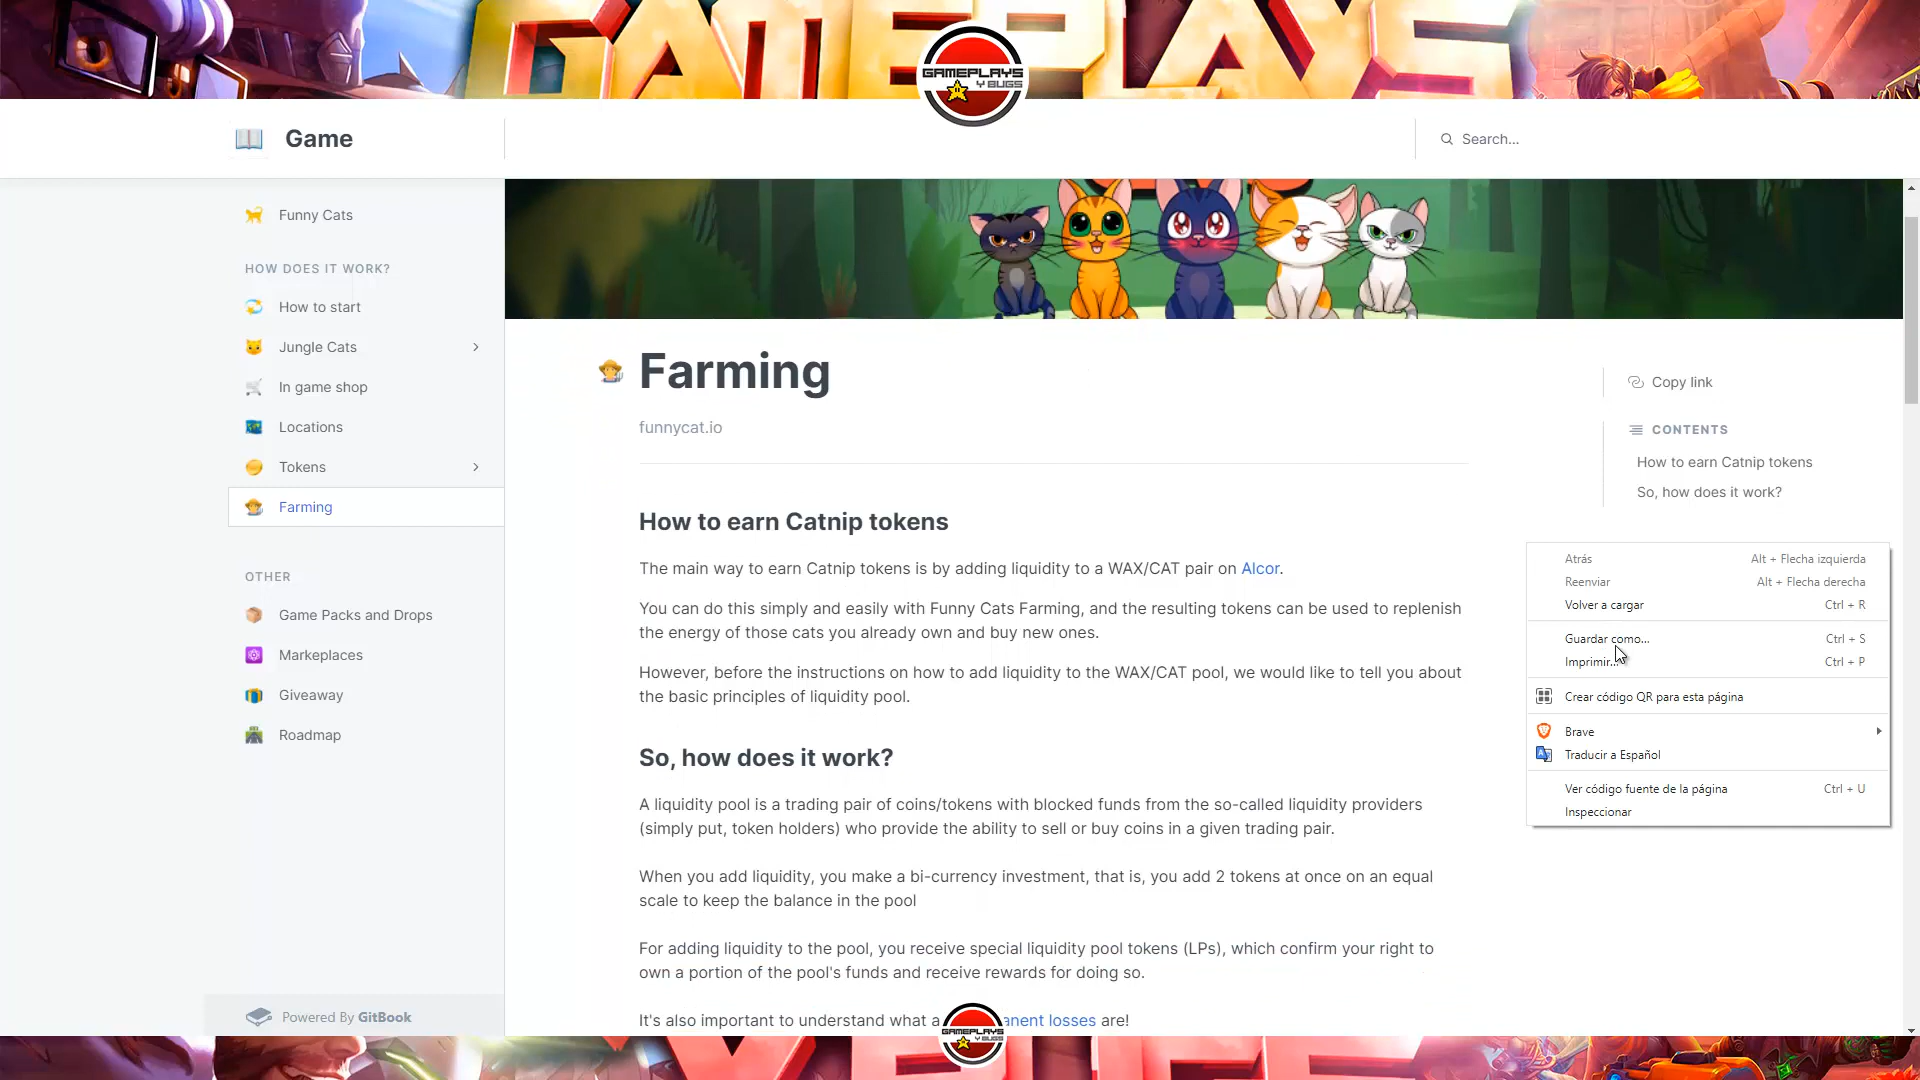 GAMEPLAYS
GAMEPLAYS
Y BUGS
Game
Search...
Funny Cats
HOW DOES IT WORK?
How to start
Jungle Cats
In game shop
Locations
Tokens
Farming
OTHER
Game Packs and Drops
Markeplaces
Giveaway
Roadmap
Powered By GitBook
Farming
funnycat.io
How to earn Catnip tokens
The main way to earn Catnip tokens is by adding liquidity to a WAX/CAT pair on Alcor.
You can do this simply and easily with Funny Cats Farming, and the resulting tokens can be used to replenish
the energy of those cats you already own and buy new ones.
However, before the instructions on how to add liquidity to the WAX/CAT pool, we would like to tell you about
the basic principles of liquidity pool.
So, how does it work?
A liquidity pool is a trading pair of coins/tokens with blocked funds from the so-called liquidity providers
(simply put, token holders) who provide the ability to sell or buy coins in a given trading pair.
When you add liquidity, you make a bi-currency investment, that is, you add 2 tokens at once on an equal
scale to keep the balance in the pool
For adding liquidity to the pool, you receive special liquidity pool tokens (LPs), which confirm your right to
own a portion of the pool's funds and receive rewards for doing so.
It's also important to understand what a anent losses are!
Copy link
CONTENTS
How to earn Catnip tokens
So, how does it work?
Atrás Alt + Flecha izquierda
Reenviar Alt + Flecha derecha
Volver a cargar Ctrl + R
Guardar como... Ctrl + S
Imprimir... Ctrl + P
Crear código QR para esta página
Brave
Traducir a Español
Ver código fuente de la página Ctrl + U
Inspeccionar
GAMEPLAYS
Y BUGS